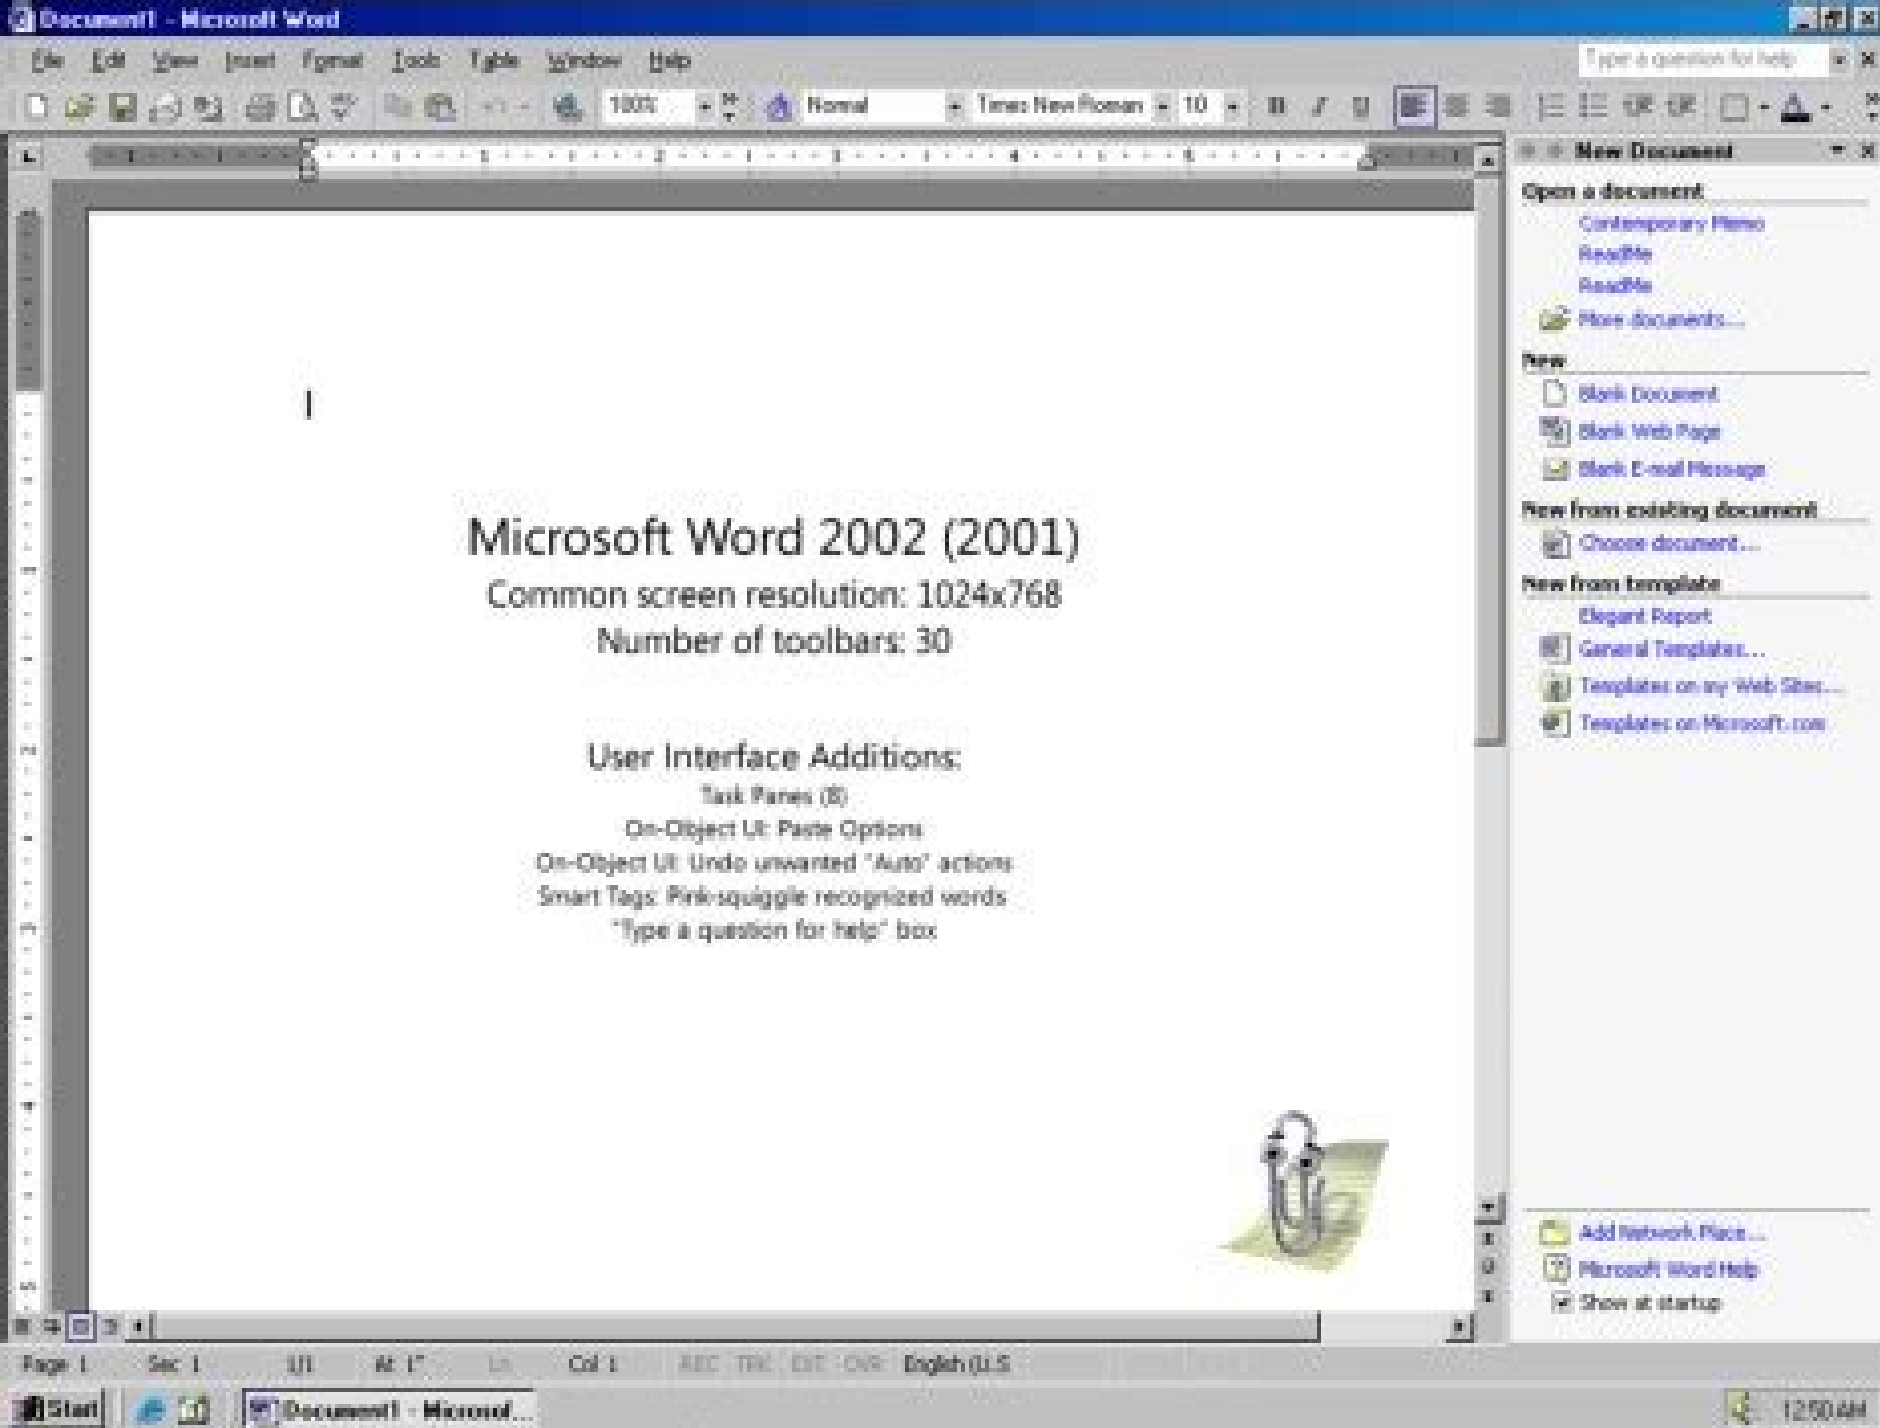 Document1 - Microsoft Word
File Edit View Insert Format Tools Table Window Help
Type a question for help
100% Normal Times New Roman 10 B I U
New Document
Open a document
Contemporary Memo
ReadMe
ReadMe
More documents...
New
Blank Document
Blank Web Page
Blank E-mail Message
New from existing document
Choose document...
New from template
Elegant Report
General Templates...
Templates on my Web Sites...
Templates on Microsoft.com
Microsoft Word 2002 (2001)
Common screen resolution: 1024x768
Number of toolbars: 30
User Interface Additions:
Task Panes (8)
On-Object UI: Paste Options
On-Object UI: Undo unwanted "Auto" actions
Smart Tags: Pink-squiggle recognized words
"Type a question for help" box
Add Network Place...
Microsoft Word Help
Show at startup
Page 1 Sec 1 1/1 At 1" Ln Col 1 REC TRK EXT OVR English (U.S
Start Document1 - Microsof... 12:50 AM